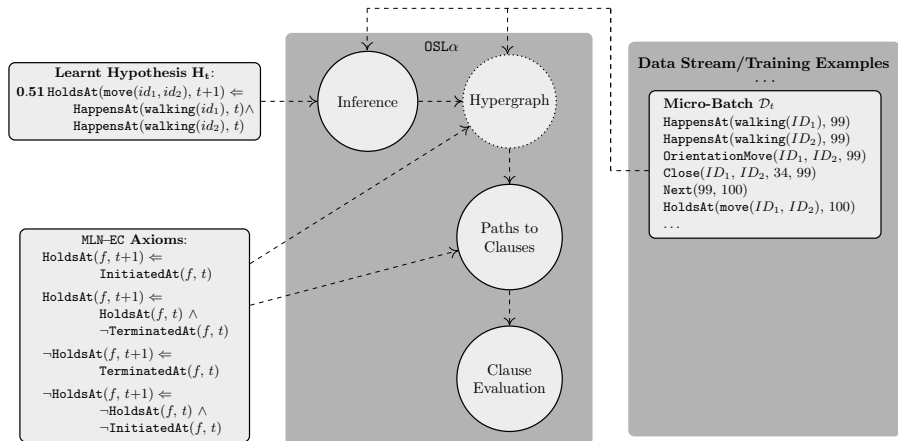 OSLα
Learnt Hypothesis Hₜ:
0.51 HoldsAt(move(id₁, id₂), t+1) ⇐
HappensAt(walking(id₁), t)∧
HappensAt(walking(id₂), t)
Inference
Hypergraph
Paths to
Clauses
Clause
Evaluation
MLN–EC Axioms:
HoldsAt(f, t+1) ⇐
InitiatedAt(f, t)
HoldsAt(f, t+1) ⇐
HoldsAt(f, t) ∧
¬TerminatedAt(f, t)
¬HoldsAt(f, t+1) ⇐
TerminatedAt(f, t)
¬HoldsAt(f, t+1) ⇐
¬HoldsAt(f, t) ∧
¬InitiatedAt(f, t)
Data Stream/Training Examples
...
Micro-Batch 𝒟ₜ
HappensAt(walking(ID₁), 99)
HappensAt(walking(ID₂), 99)
OrientationMove(ID₁, ID₂, 99)
Close(ID₁, ID₂, 34, 99)
Next(99, 100)
HoldsAt(move(ID₁, ID₂), 100)
...